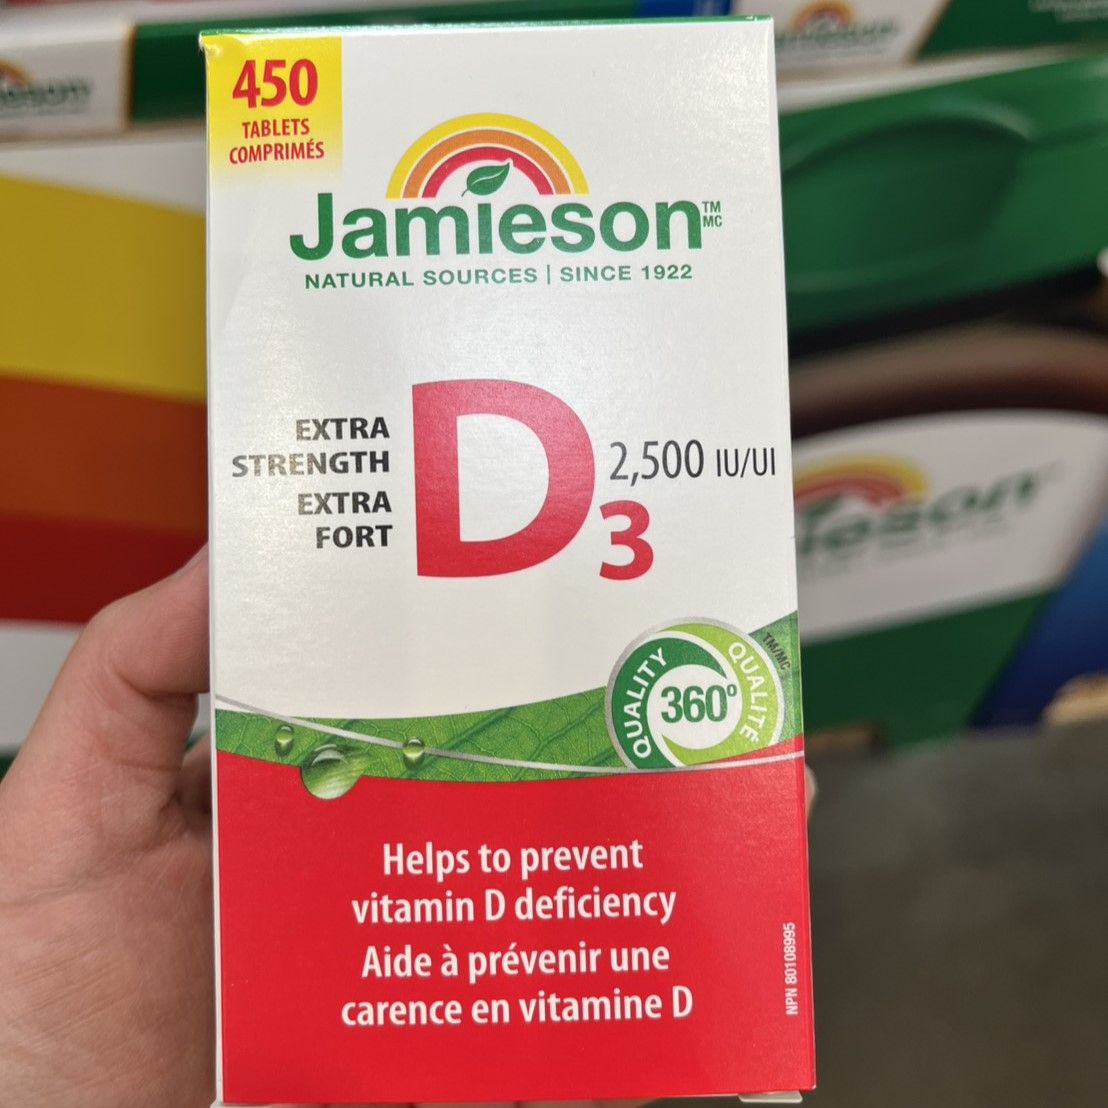 450
TABLETS
COMPRIMÉS
Jamieson TM MC
NATURAL SOURCES | SINCE 1922
EXTRA
STRENGTH
EXTRA
FORT
D3
2,500 IU/UI
QUALITY
360°
QUALITÉ
TM/MC
Helps to prevent
vitamin D deficiency
Aide à prévenir une
carence en vitamine D
NPN 80108995